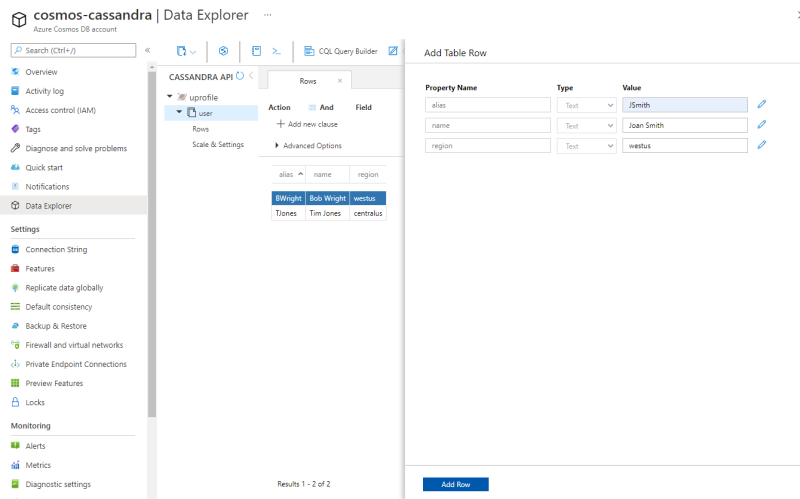 cosmos-cassandra | Data Explorer ...
Azure Cosmos DB account
Search (Ctrl+/)
Overview
Activity log
Access control (IAM)
Tags
Diagnose and solve problems
Quick start
Notifications
Data Explorer
Settings
Connection String
Features
Replicate data globally
Default consistency
Backup & Restore
Firewall and virtual networks
Private Endpoint Connections
Preview Features
Locks
Monitoring
Alerts
Metrics
Diagnostic settings
CQL Query Builder
CASSANDRA API
uprofile
user
Rows
Scale & Settings
Rows
Action And Field
Add new clause
Advanced Options
alias name region
BWright Bob Wright westus
TJones Tim Jones centralus
Results 1 - 2 of 2
Add Table Row
Property Name Type Value
alias Text JSmith
name Text Joan Smith
region Text westus
Add Row